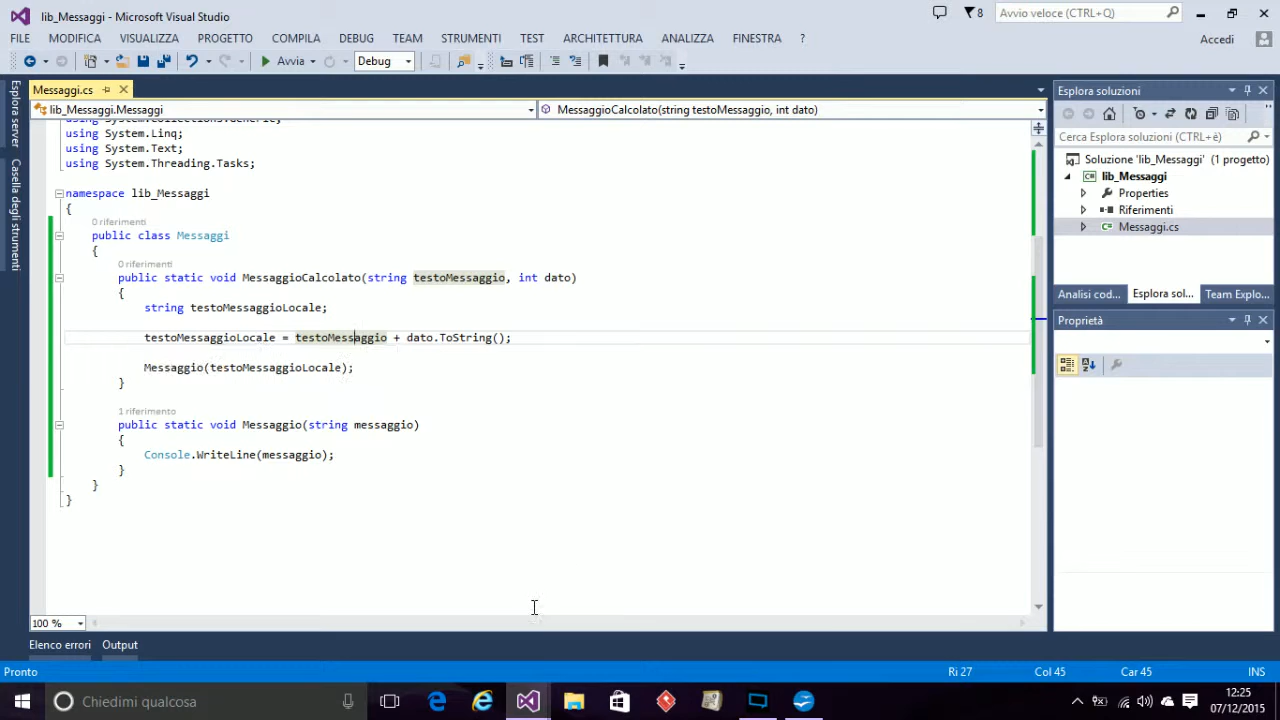 lib_Messaggi - Microsoft Visual Studio
8
Avvio veloce (CTRL+Q)
FILE MODIFICA VISUALIZZA PROGETTO COMPILA DEBUG TEAM STRUMENTI TEST ARCHITETTURA ANALIZZA FINESTRA ?
Accedi
Avvia
Debug
Esplora server
Casella degli strumenti
Messaggi.cs
lib_Messaggi.Messaggi
MessaggioCalcolato(string testoMessaggio, int dato)
using System.Collections.Generic;
using System.Linq;
using System.Text;
using System.Threading.Tasks;
namespace lib_Messaggi
{
0 riferimenti
public class Messaggi
{
0 riferimenti
public static void MessaggioCalcolato(string testoMessaggio, int dato)
{
string testoMessaggioLocale;
testoMessaggioLocale = testoMessaggio + dato.ToString();
Messaggio(testoMessaggioLocale);
}
1 riferimento
public static void Messaggio(string messaggio)
{
Console.WriteLine(messaggio);
}
}
}
100 %
Esplora soluzioni
Cerca Esplora soluzioni (CTRL+è)
Soluzione 'lib_Messaggi' (1 progetto)
C# lib_Messaggi
Properties
Riferimenti
C# Messaggi.cs
Analisi cod... Esplora sol... Team Explo...
Proprietà
Elenco errori Output
Pronto
Ri 27 Col 45 Car 45 INS
Chiedimi qualcosa
12:25
07/12/2015